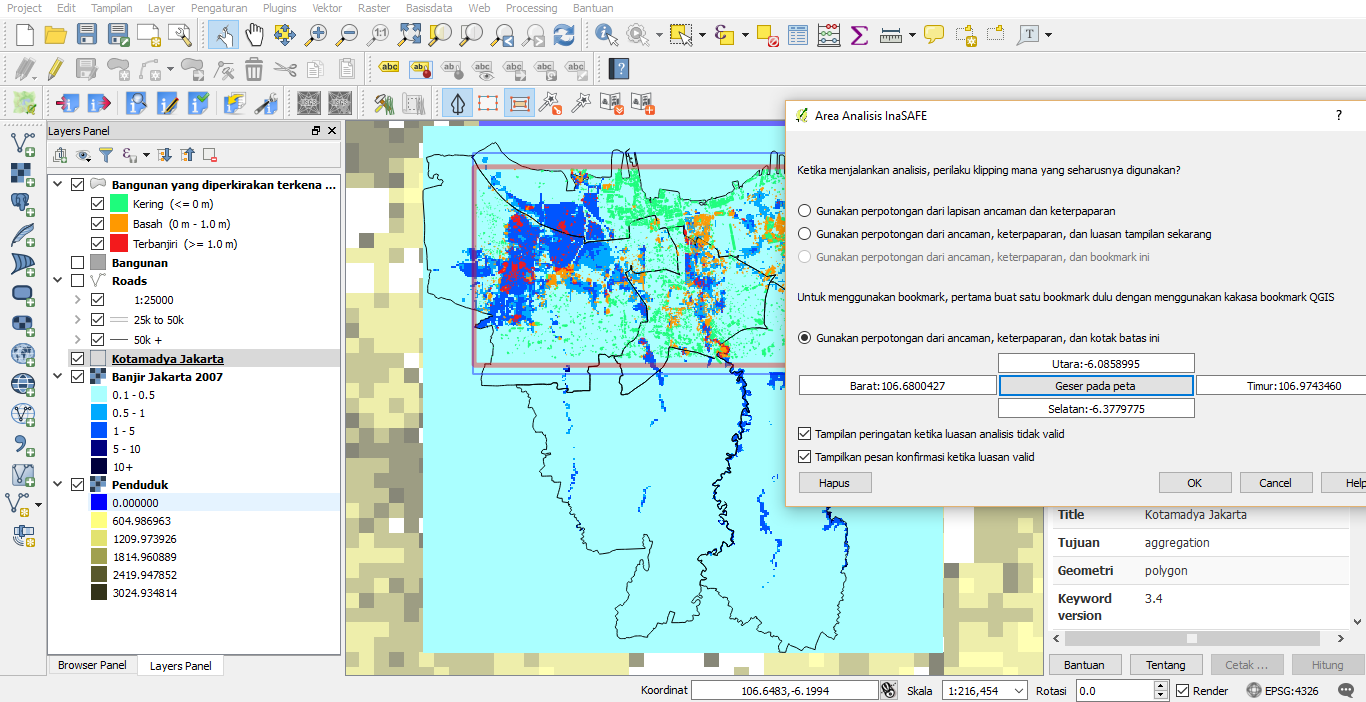 Project Edit Tampilan Layer Pengaturan Plugins Vektor Raster Basisdata Web Processing Bantuan
1:1
T
abc abc abc abc abc abc abc
?
Layers Panel
Bangunan yang diperkirakan terkena ...
Kering (<= 0 m)
Basah (0 m - 1.0 m)
Terbanjiri (>= 1.0 m)
Bangunan
Roads
1:25000
25k to 50k
50k +
Kotamadya Jakarta
Banjir Jakarta 2007
0.1 - 0.5
0.5 - 1
1 - 5
5 - 10
10+
Penduduk
0.000000
604.986963
1209.973926
1814.960889
2419.947852
3024.934814
Browser Panel Layers Panel
Area Analisis InaSAFE ?
Ketika menjalankan analisis, perilaku klipping mana yang seharusnya digunakan?
Gunakan perpotongan dari lapisan ancaman dan keterpaparan
Gunakan perpotongan dari ancaman, keterpaparan, dan luasan tampilan sekarang
Gunakan perpotongan dari ancaman, keterpaparan, dan bookmark ini
Untuk menggunakan bookmark, pertama buat satu bookmark dulu dengan menggunakan kakasa bookmark QGIS
Gunakan perpotongan dari ancaman, keterpaparan, dan kotak batas ini
Utara:-6.0858995
Barat:106.6800427 Geser pada peta Timur:106.9743460
Selatan:-6.3779775
Tampilan peringatan ketika luasan analisis tidak valid
Tampilkan pesan konfirmasi ketika luasan valid
Hapus OK Cancel Help
Title Kotamadya Jakarta
Tujuan aggregation
Geometri polygon
Keyword 3.4
version
Bantuan Tentang Cetak ... Hitung
Koordinat 106.6483,-6.1994 Skala 1:216,454 Rotasi 0.0 Render EPSG:4326